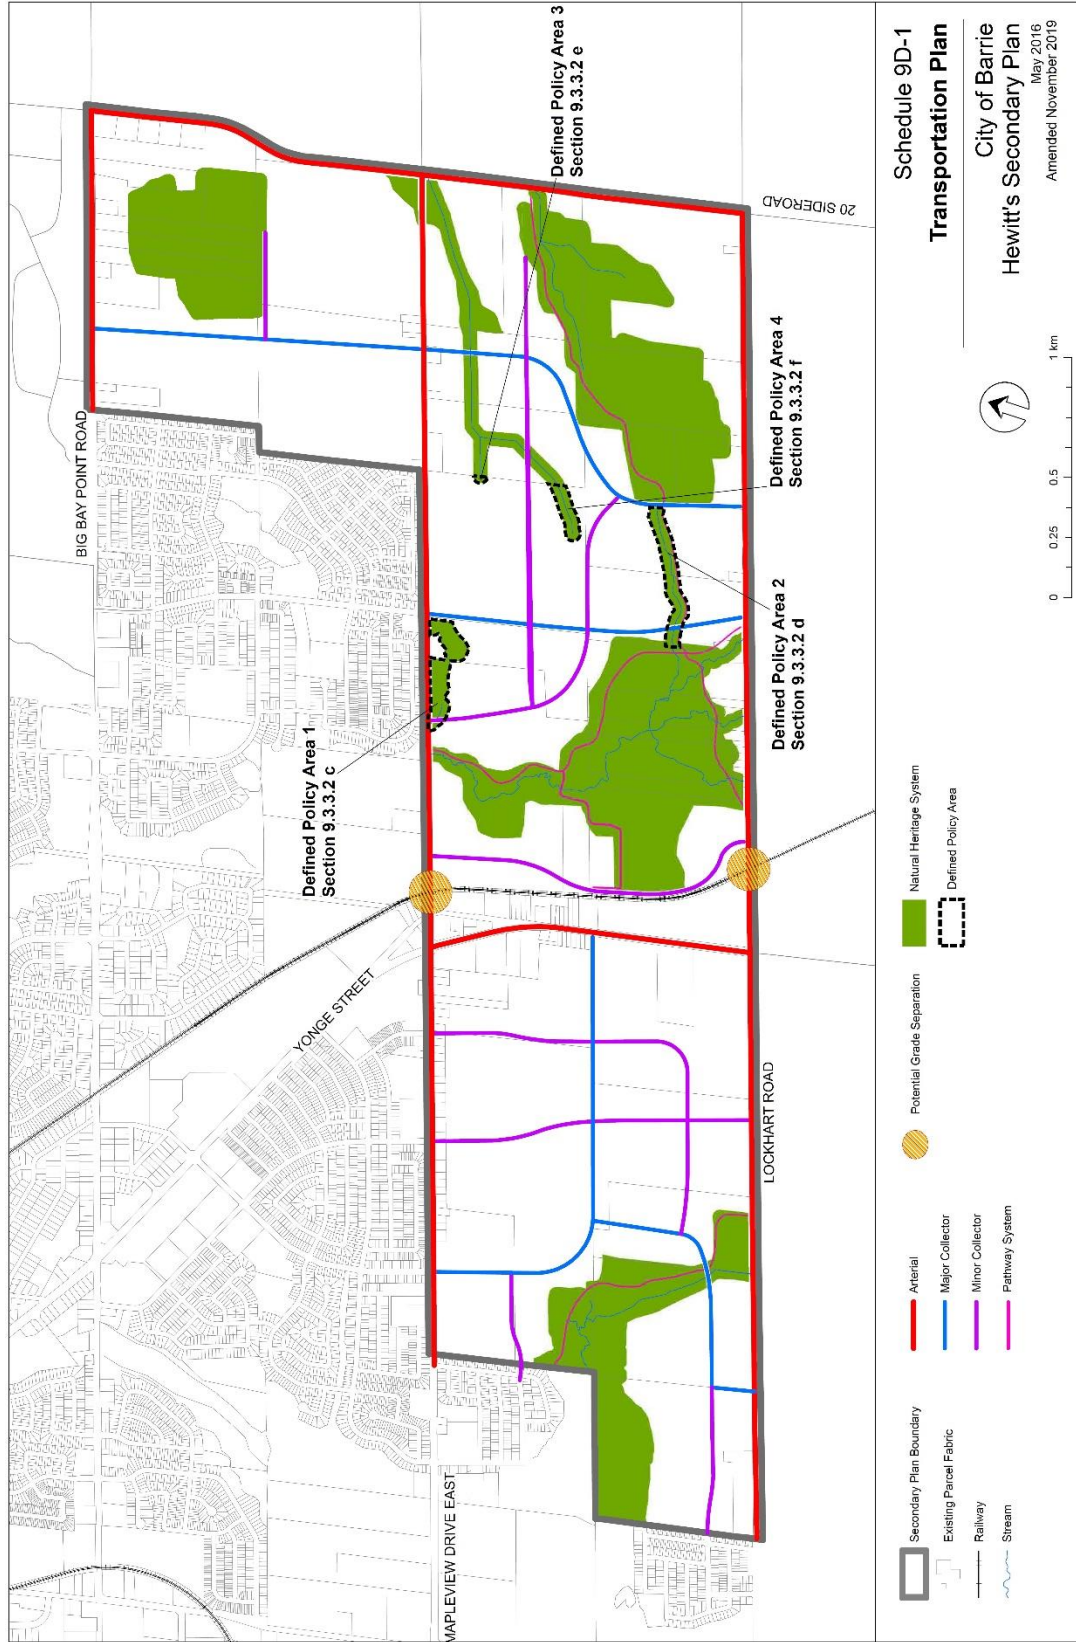 BIG BAY POINT ROAD
MAPLEVIEW DRIVE EAST
YONGE STREET
LOCKHART ROAD
20 SIDEROAD
Defined Policy Area 1
Section 9.3.3.2 c
Defined Policy Area 2
Section 9.3.3.2 d
Defined Policy Area 4
Section 9.3.3.2 f
Defined Policy Area 3
Section 9.3.3.2 e
Secondary Plan Boundary
Existing Parcel Fabric
Railway
Stream
Arterial
Major Collector
Minor Collector
Pathway System
Potential Grade Separation
Natural Heritage System
Defined Policy Area
0 0.25 0.5 1 km
Schedule 9D-1
Transportation Plan
City of Barrie
Hewitt's Secondary Plan
May 2016
Amended November 2019